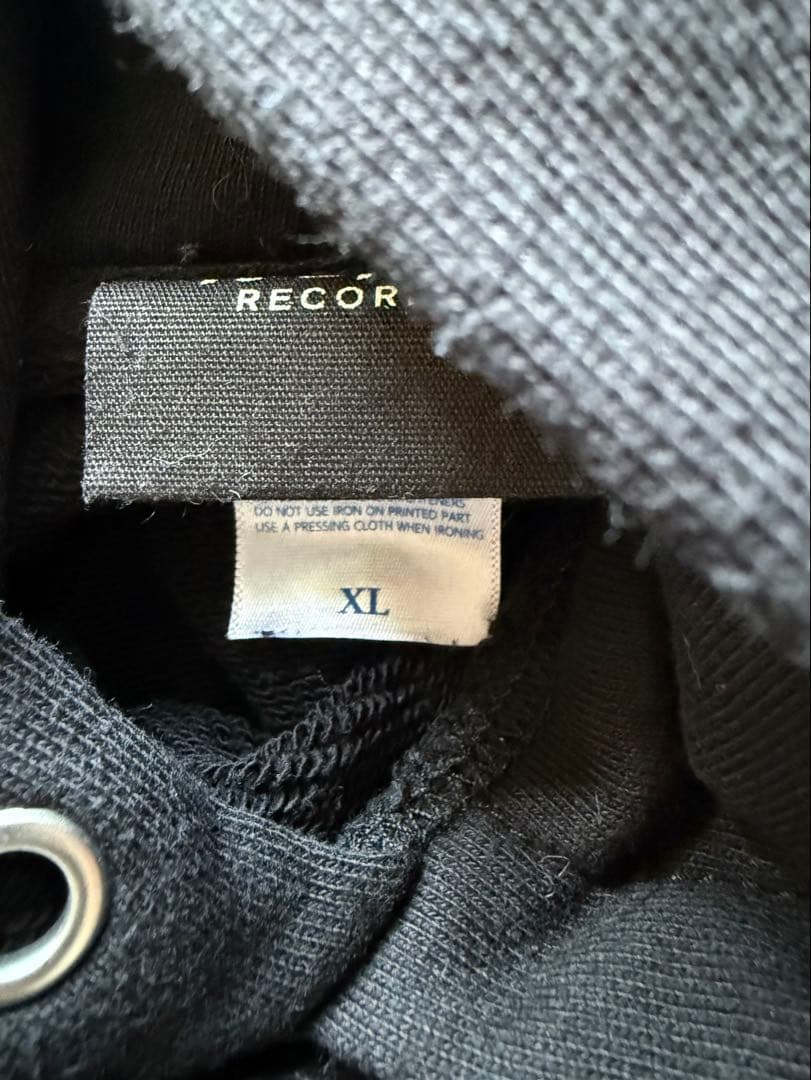 RECOR
DO NOT USE IRON ON PRINTED PART
USE A PRESSING CLOTH WHEN IRONING
XL